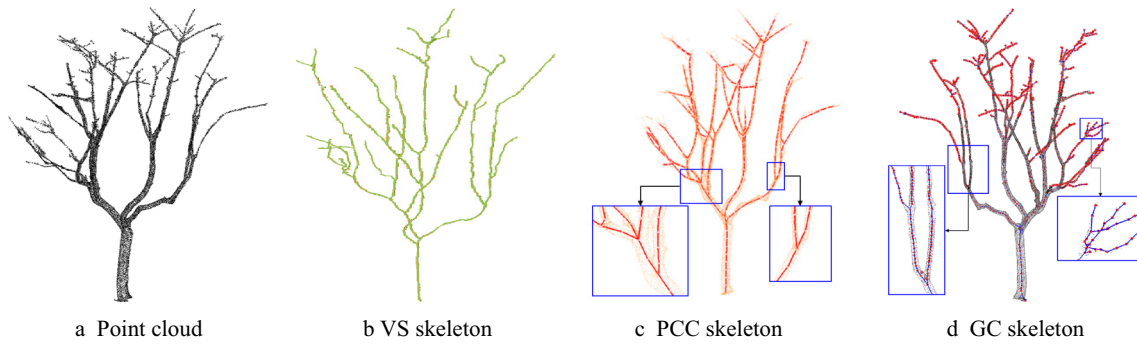 a Point cloud
b VS skeleton
c PCC skeleton
d GC skeleton